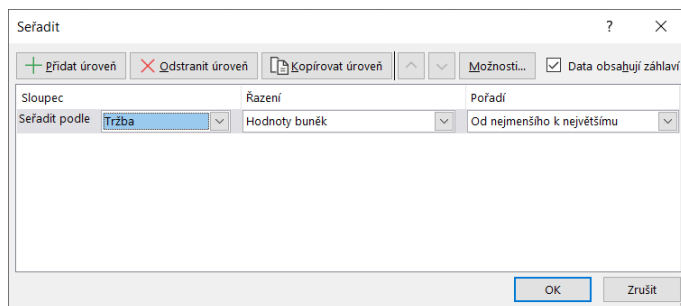 Seřadit ?
Přidat úroveň Odstranit úroveň Kopírovat úroveň Možnosti... Data obsahují záhlaví
Sloupec Řazení Pořadí
Seřadit podle Tržba Hodnoty buněk Od nejmenšího k největšímu
OK Zrušit